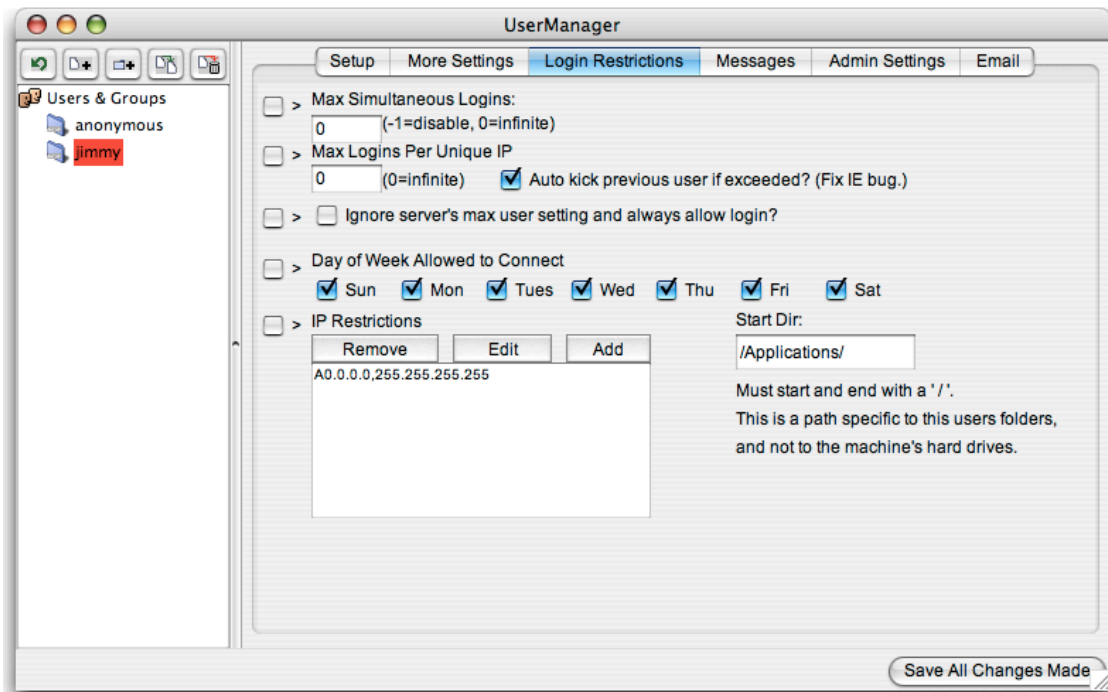 UserManager
Setup More Settings Login Restrictions Messages Admin Settings Email
Users & Groups
anonymous
jimmy
> Max Simultaneous Logins:
0 (-1=disable, 0=infinite)
> Max Logins Per Unique IP
0 (0=infinite) Auto kick previous user if exceeded? (Fix IE bug.)
> Ignore server's max user setting and always allow login?
> Day of Week Allowed to Connect
Sun Mon Tues Wed Thu Fri Sat
> IP Restrictions
Remove Edit Add
A0.0.0.0,255.255.255.255
Start Dir:
/Applications/
Must start and end with a ' / '.
This is a path specific to this users folders,
and not to the machine's hard drives.
Save All Changes Made